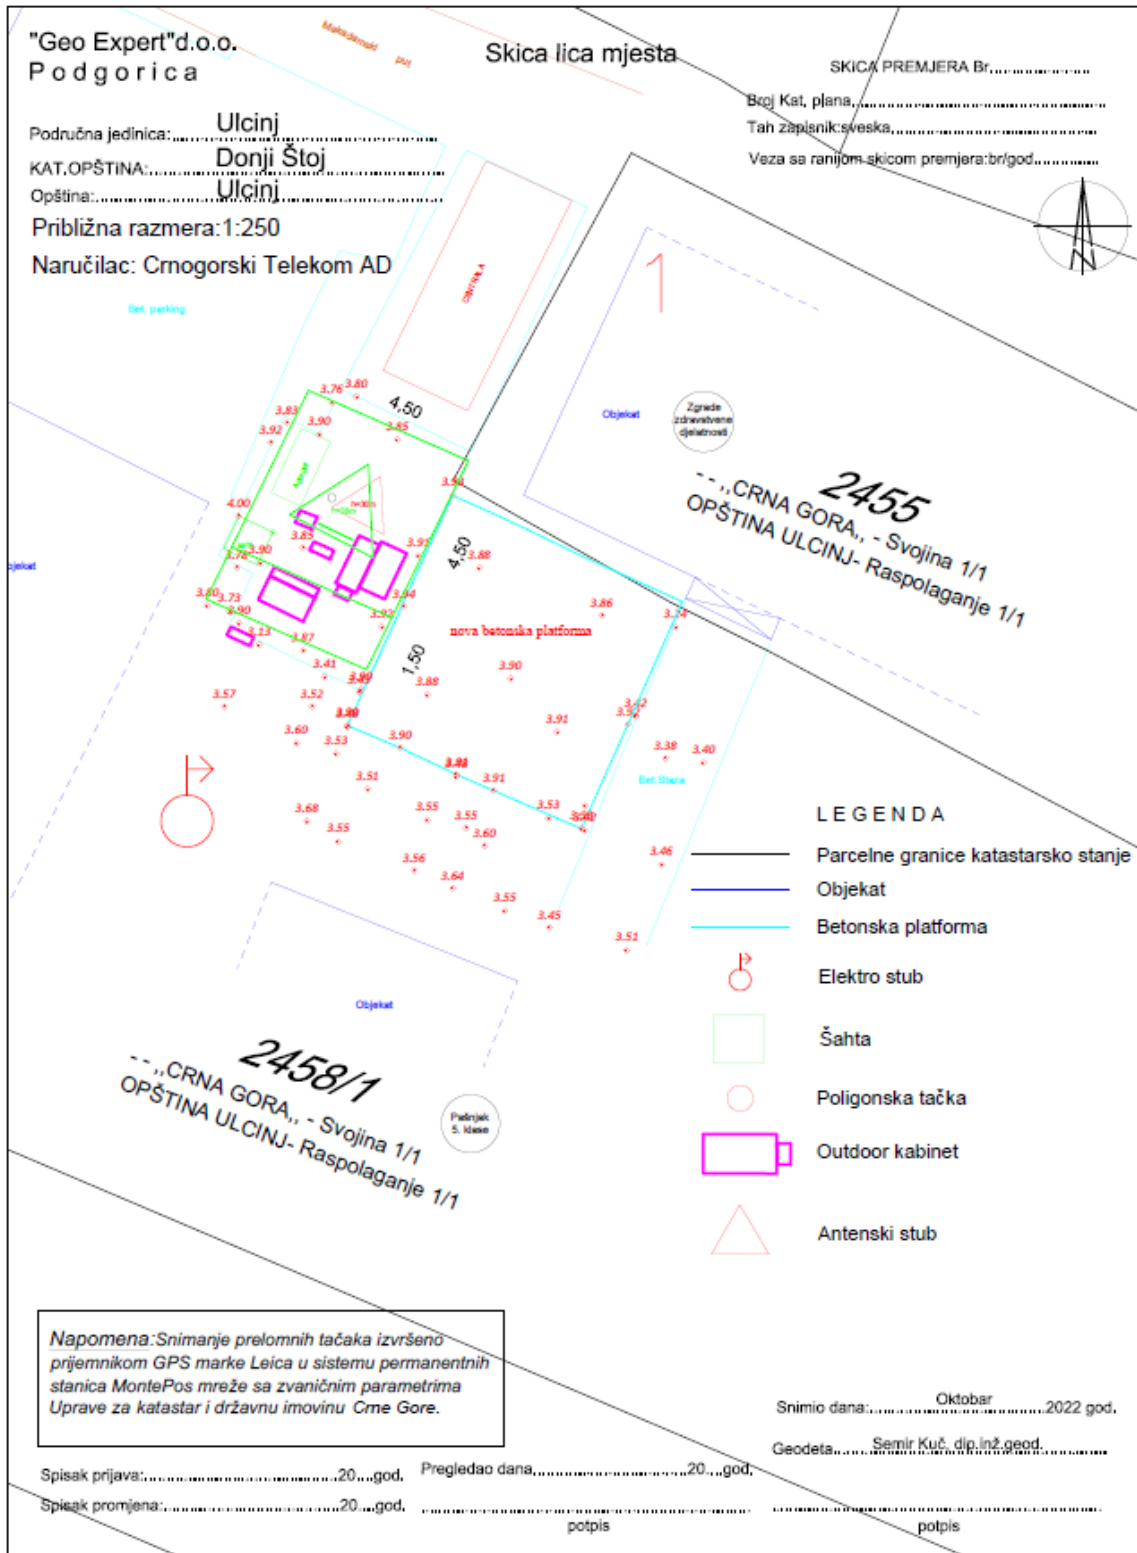 "Geo Expert"d.o.o.
Podgorica
Skica lica mjesta
Makadamski put
SKICA PREMJERA Br.
Broj Kat. plana
Tah zapisnik:sveska
Veza sa ranijom skicom premjera:br/god.
Područna jedinica: Ulcinj
KAT.OPŠTINA: Donji Štoj
Opština: Ulcinj
Približna razmera:1:250
Naručilac: Crnogorski Telekom AD
Bet. parking
CENTRALA
1
Objekat
Zgrade
zdravstvene
djelatnosti
2455
- -,,CRNA GORA,, - Svojina 1/1
OPŠTINA ULCINJ- Raspolaganje 1/1
3.76
3.80
4,50
3.83
3.90
3.85
3.92
4.00
3.85
3.90
3.91
4,50
3.88
3.94
3.86
3.73
3.90
3.93
3.74
nova betonska platforma
3.13
3.87
1,50
3.41
3.90
3.88
3.57
3.52
3.91
3.60
3.53
3.90
3.38
3.40
Bet.Staza
3.51
3.91
3.68
3.55
3.55
3.55
3.53
3.60
3.56
3.64
3.46
3.55
3.45
3.51
LEGENDA
Parcelne granice katastarsko stanje
Objekat
Betonska platforma
Elektro stub
Šahta
Poligonska tačka
Outdoor kabinet
Antenski stub
Objekat
2458/1
- -,,CRNA GORA,, - Svojina 1/1
OPŠTINA ULCINJ- Raspolaganje 1/1
Pašnjak
5. klase
Napomena:Snimanje prelomnih tačaka izvršeno
prijemnikom GPS marke Leica u sistemu permanentnih
stanica MontePos mreže sa zvaničnim parametrima
Uprave za katastar i državnu imovinu Crne Gore.
Snimio dana: Oktobar 2022 god.
Geodeta Semir Kuč, dip.inž.geod.
Spisak prijava: 20 god.
Pregledao dana 20 god.
Spisak promjena: 20 god.
potpis
potpis